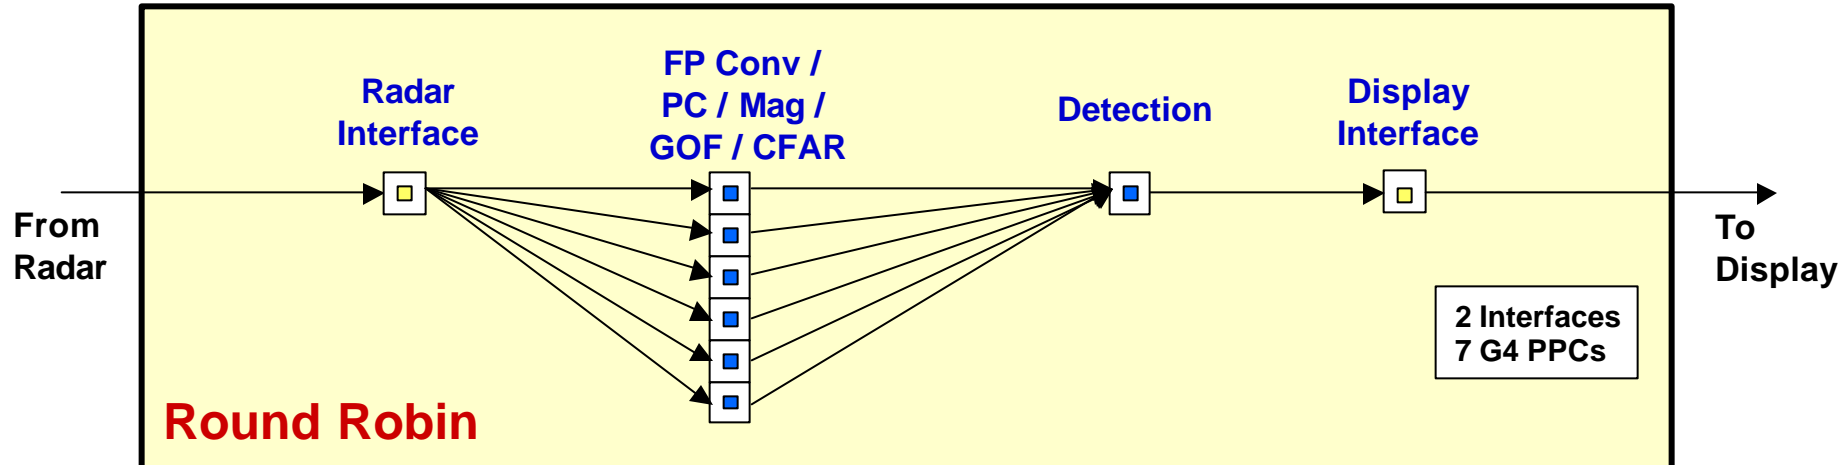 FP Conv /
PC / Mag /
GOF / CFAR
Radar
Interface
Detection
Display
Interface
From
Radar
To
Display
2 Interfaces
7 G4 PPCs
Round Robin